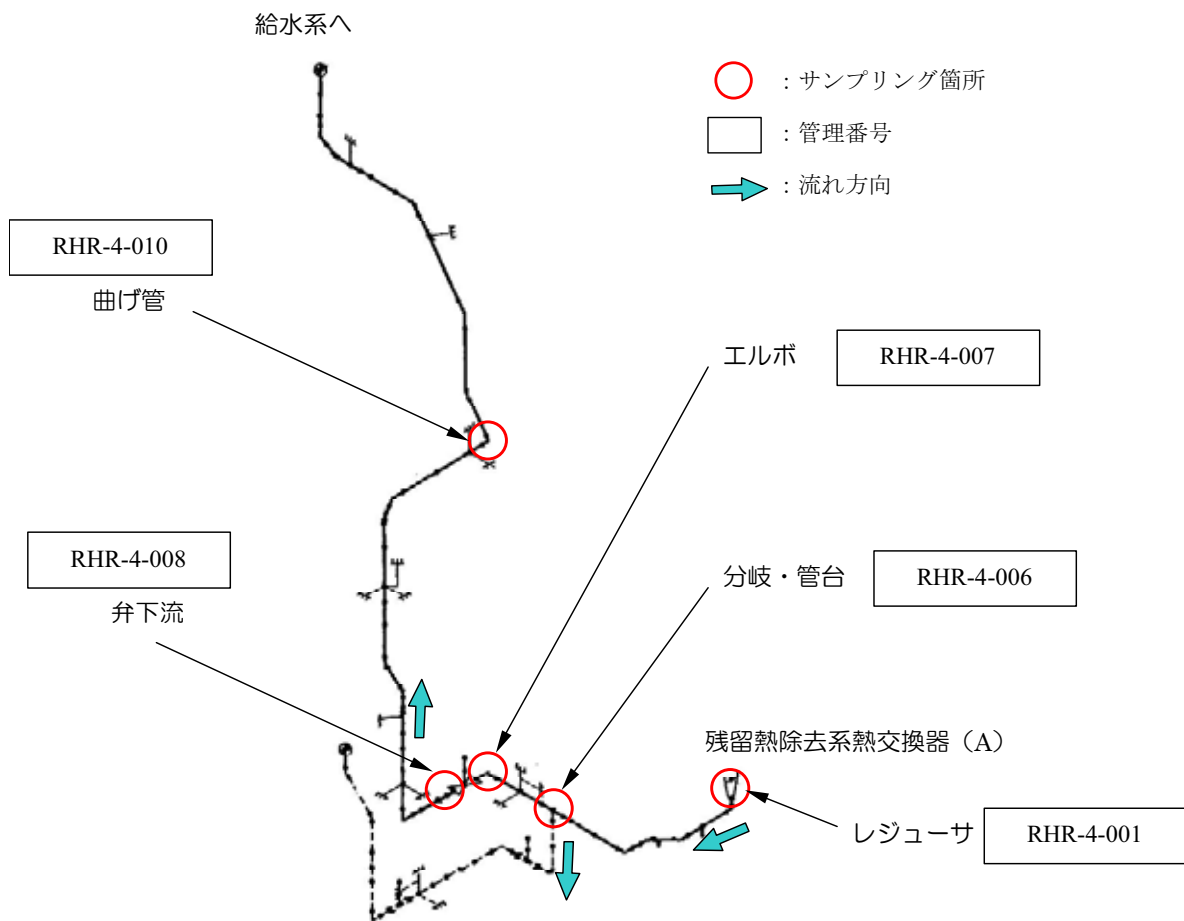 給水系へ
：サンプリング箇所
：管理番号
：流れ方向
RHR-4-010
曲げ管
エルボ
RHR-4-007
RHR-4-008
弁下流
分岐・管台
RHR-4-006
残留熱除去系熱交換器（A）
レジューサ
RHR-4-001